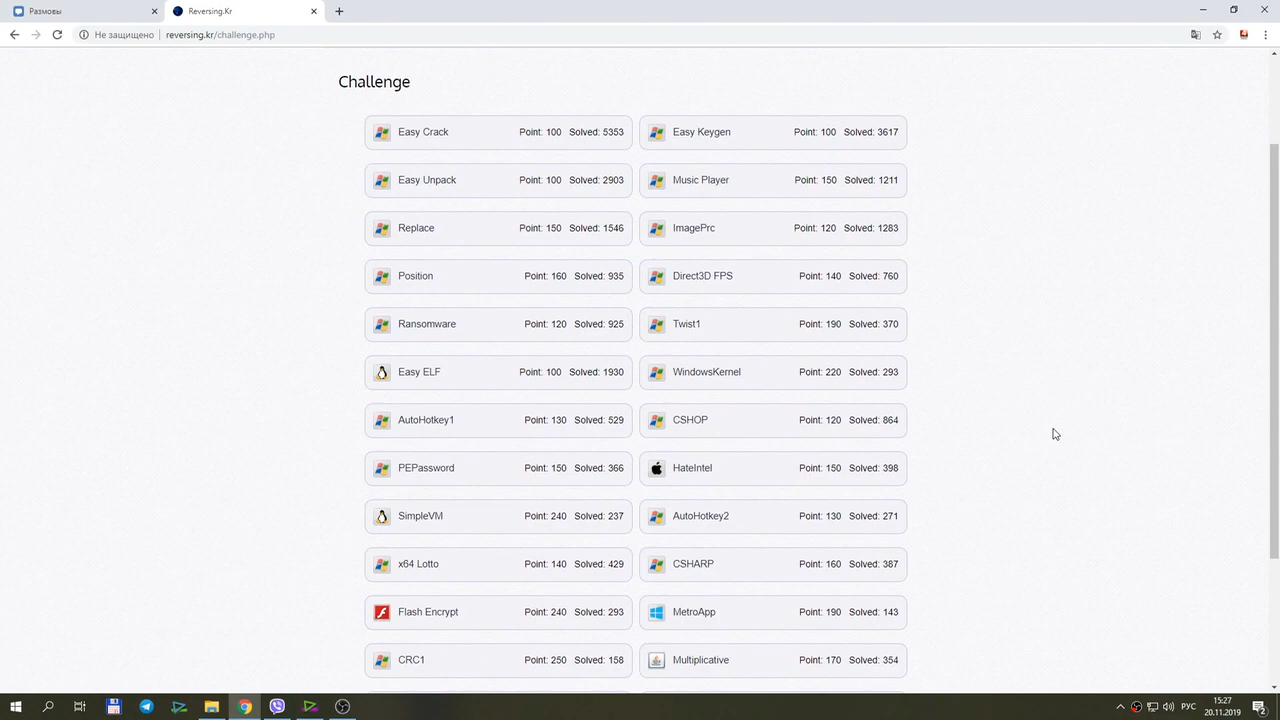 Размовы
Reversing.Kr
Не защищено
reversing.kr/challenge.php
Challenge
Easy Crack Point: 100 Solved: 5353
Easy Keygen Point: 100 Solved: 3617
Easy Unpack Point: 100 Solved: 2903
Music Player Point: 150 Solved: 1211
Replace Point: 150 Solved: 1546
ImagePrc Point: 120 Solved: 1283
Position Point: 160 Solved: 935
Direct3D FPS Point: 140 Solved: 760
Ransomware Point: 120 Solved: 925
Twist1 Point: 190 Solved: 370
Easy ELF Point: 100 Solved: 1930
WindowsKernel Point: 220 Solved: 293
AutoHotkey1 Point: 130 Solved: 529
CSHOP Point: 120 Solved: 864
PEPassword Point: 150 Solved: 366
HateIntel Point: 150 Solved: 398
SimpleVM Point: 240 Solved: 237
AutoHotkey2 Point: 130 Solved: 271
x64 Lotto Point: 140 Solved: 429
CSHARP Point: 160 Solved: 387
Flash Encrypt Point: 240 Solved: 293
MetroApp Point: 190 Solved: 143
CRC1 Point: 250 Solved: 158
Multiplicative Point: 170 Solved: 354
РУС
15:27
20.11.2019
2